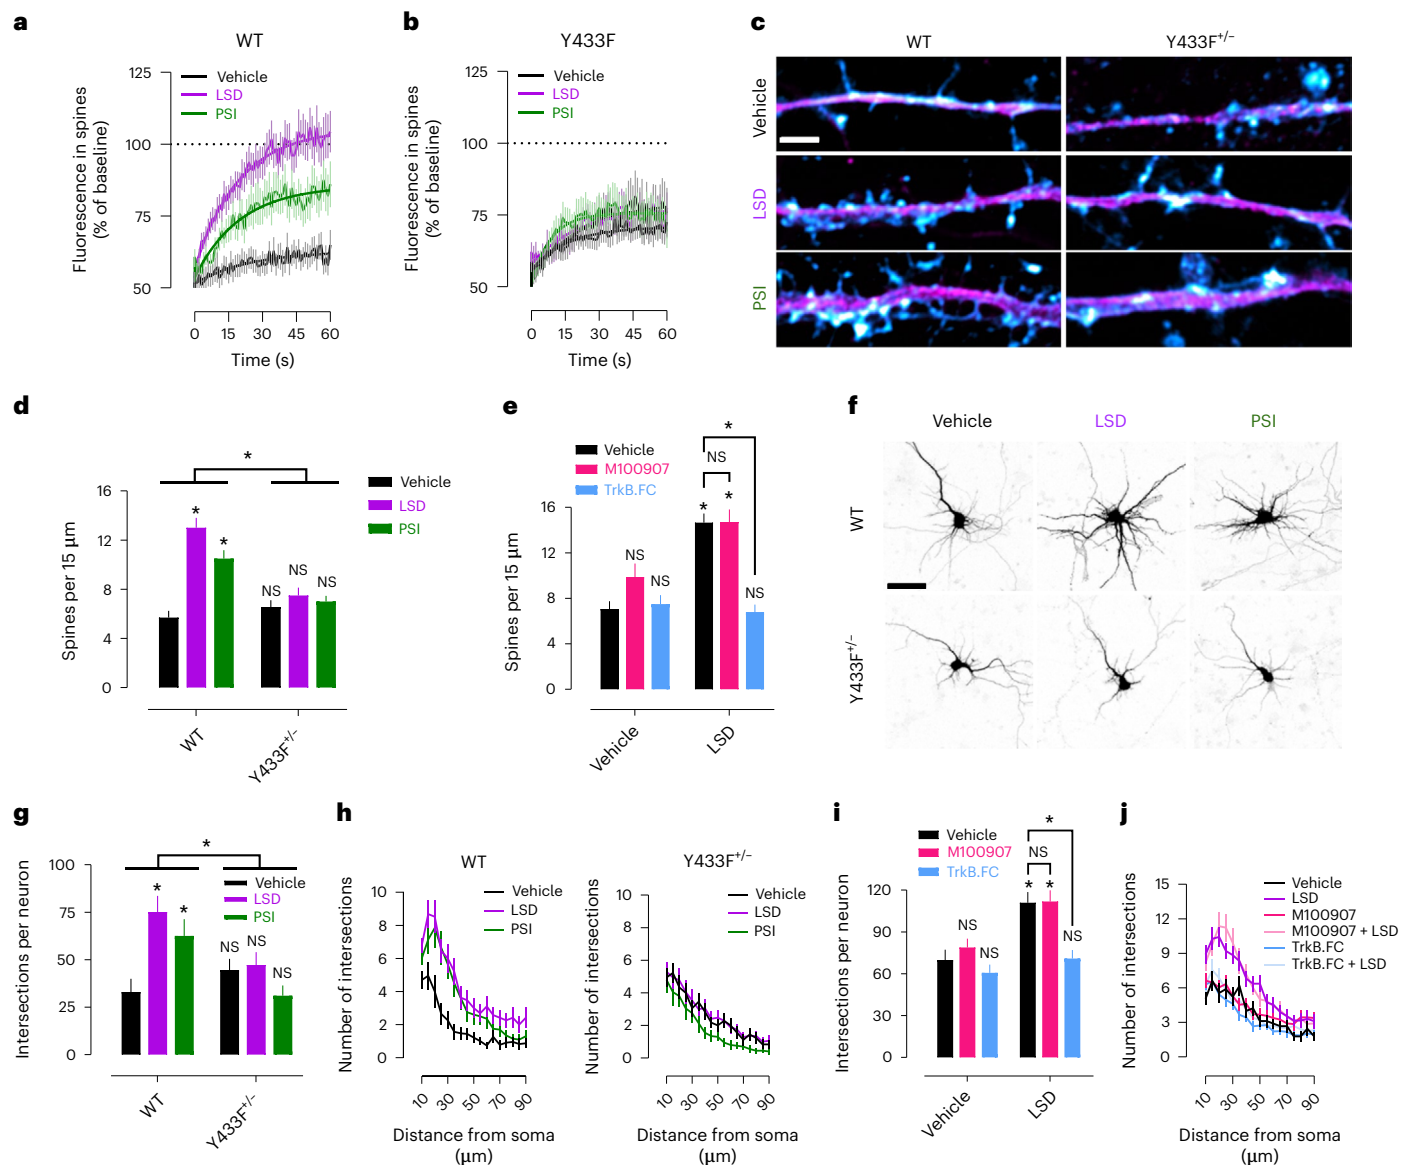 a
WT
125
100
75
50
Fluorescence in spines
(% of baseline)
Vehicle
LSD
PSI
0 15 30 45 60
Time (s)
b
Y433F
125
100
75
50
Fluorescence in spines
(% of baseline)
Vehicle
LSD
PSI
0 15 30 45 60
Time (s)
c
WT
Y433F+/−
Vehicle
LSD
PSI
d
*
Vehicle
LSD
PSI
16
12
8
4
0
Spines per 15 µm
* * NS NS NS
WT
Y433F+/−
e
Vehicle
M100907
TrkB.FC
*
NS
16
12
8
4
0
Spines per 15 µm
NS NS * * NS
Vehicle
LSD
f
Vehicle
LSD
PSI
WT
Y433F+/−
g
*
100
75
50
25
0
Intersections per neuron
Vehicle
LSD
PSI
* * NS NS NS
WT
Y433F+/−
h
WT
10
8
6
4
2
0
Number of intersections
Vehicle
LSD
PSI
10 30 50 70 90
Distance from soma
(µm)
Y433F+/−
10
8
6
4
2
0
Number of intersections
Vehicle
LSD
PSI
10 30 50 70 90
Distance from soma
(µm)
i
Vehicle
M100907
TrkB.FC
*
NS
120
90
60
30
0
Intersections per neuron
NS NS * * NS
Vehicle
LSD
j
15
12
9
6
3
0
Number of intersections
Vehicle
LSD
M100907
M100907 + LSD
TrkB.FC
TrkB.FC + LSD
10 30 50 70 90
Distance from soma
(µm)